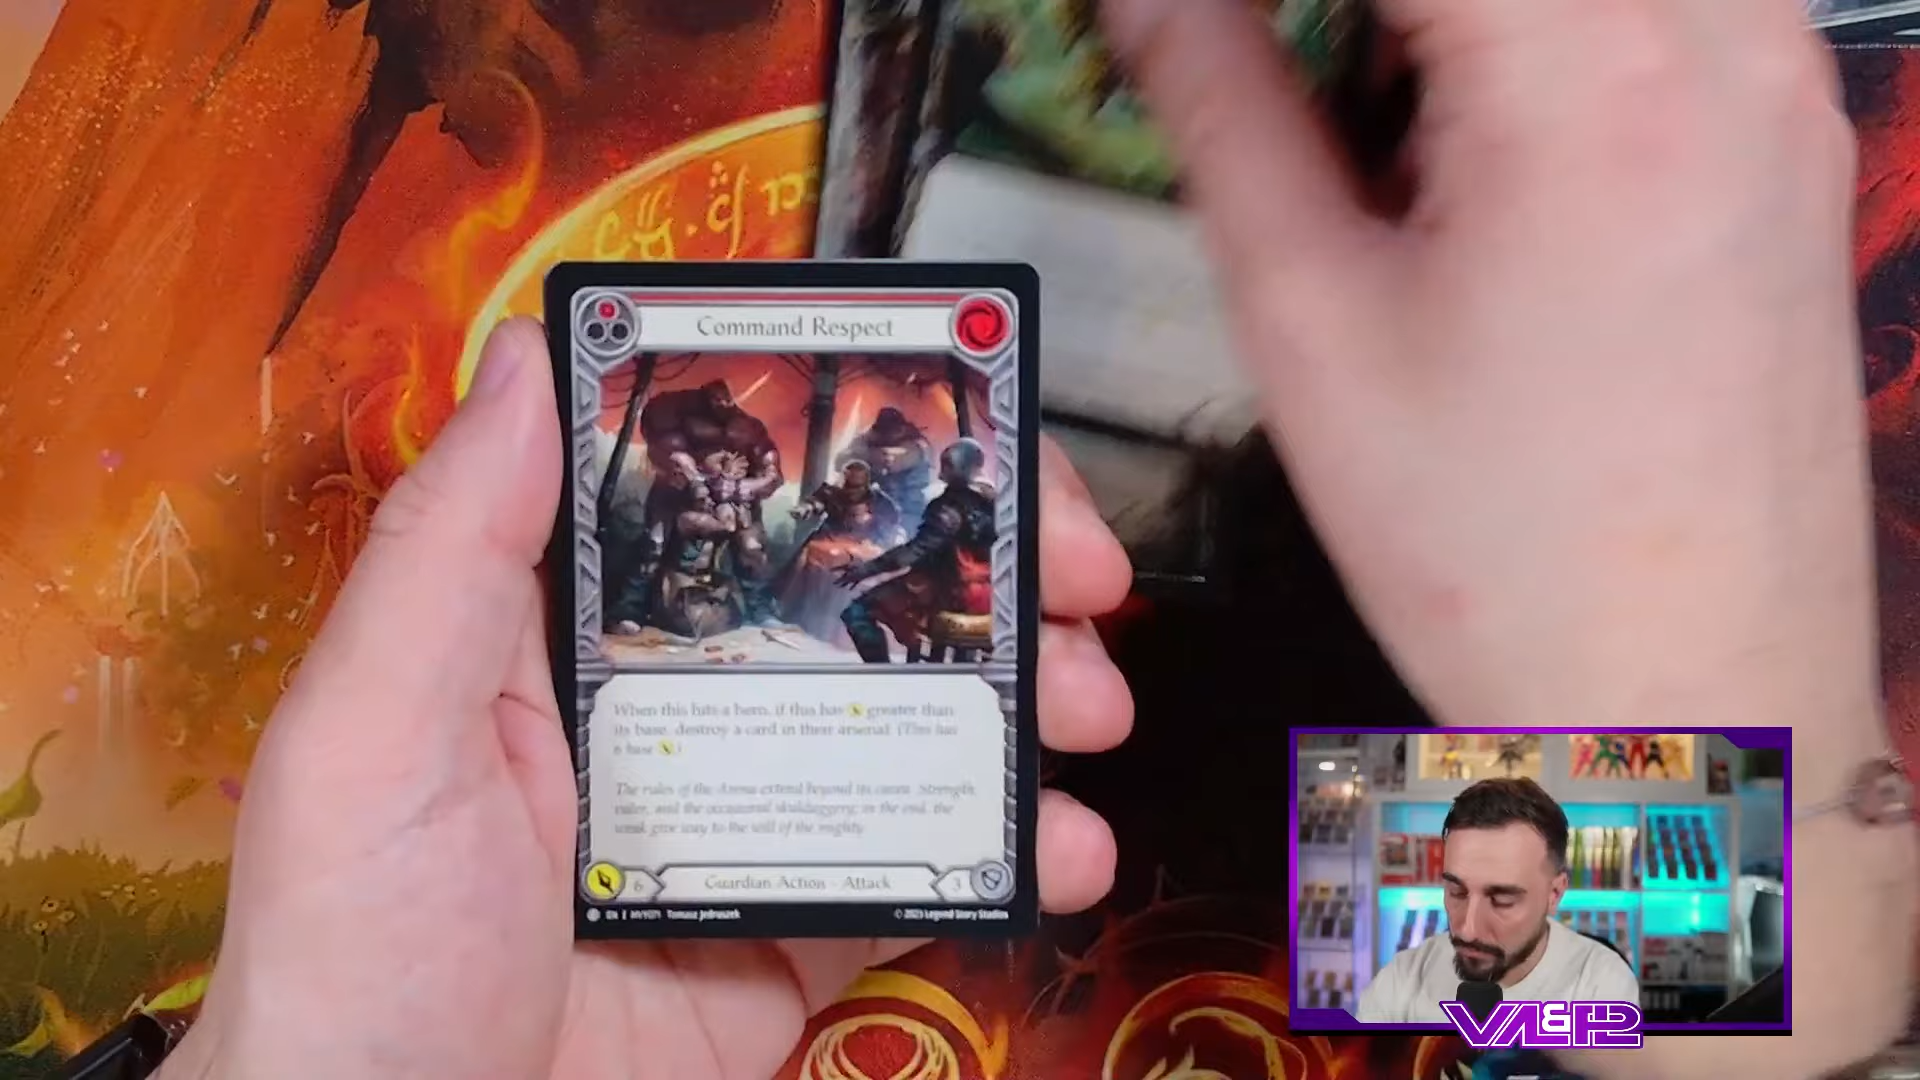 Command Respect
When this hits a hero, if this has greater than
its base, destroy a card in their arsenal. (This has
6 base )
The rules of the Arena extend beyond its canon. Strength,
valor, and the occasional skulduggery; in the end, the
weak give way to the will of the mighty.
6
Guardian Action - Attack
3
EN
Tomasz Jedruszek
© 2023 Legend Story Studios